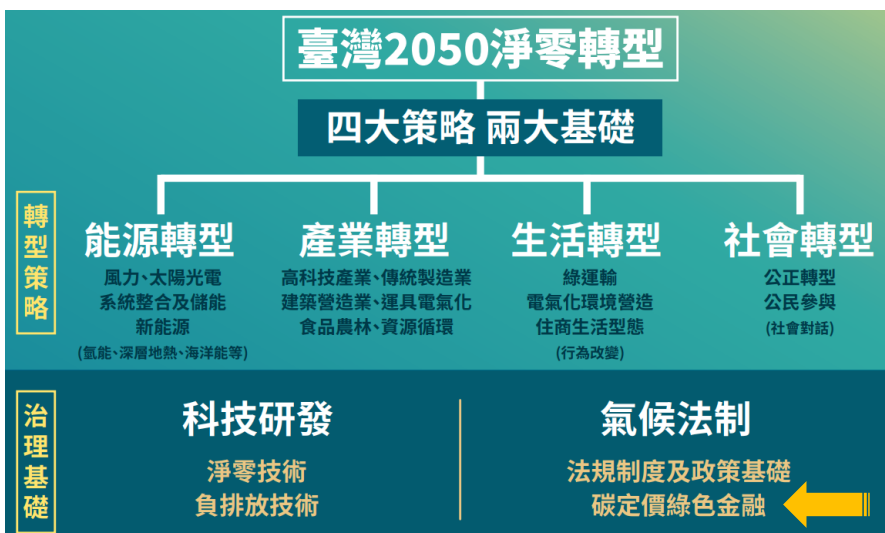 臺灣2050淨零轉型
四大策略 兩大基礎
轉型策略
能源轉型
風力、太陽光電
系統整合及儲能
新能源
(氫能、深層地熱、海洋能等)
產業轉型
高科技產業、傳統製造業
建築營造業、運具電氣化
食品農林、資源循環
生活轉型
綠運輸
電氣化環境營造
住商生活型態
(行為改變)
社會轉型
公正轉型
公民參與
(社會對話)
治理基礎
科技研發
淨零技術
負排放技術
氣候法制
法規制度及政策基礎
碳定價綠色金融